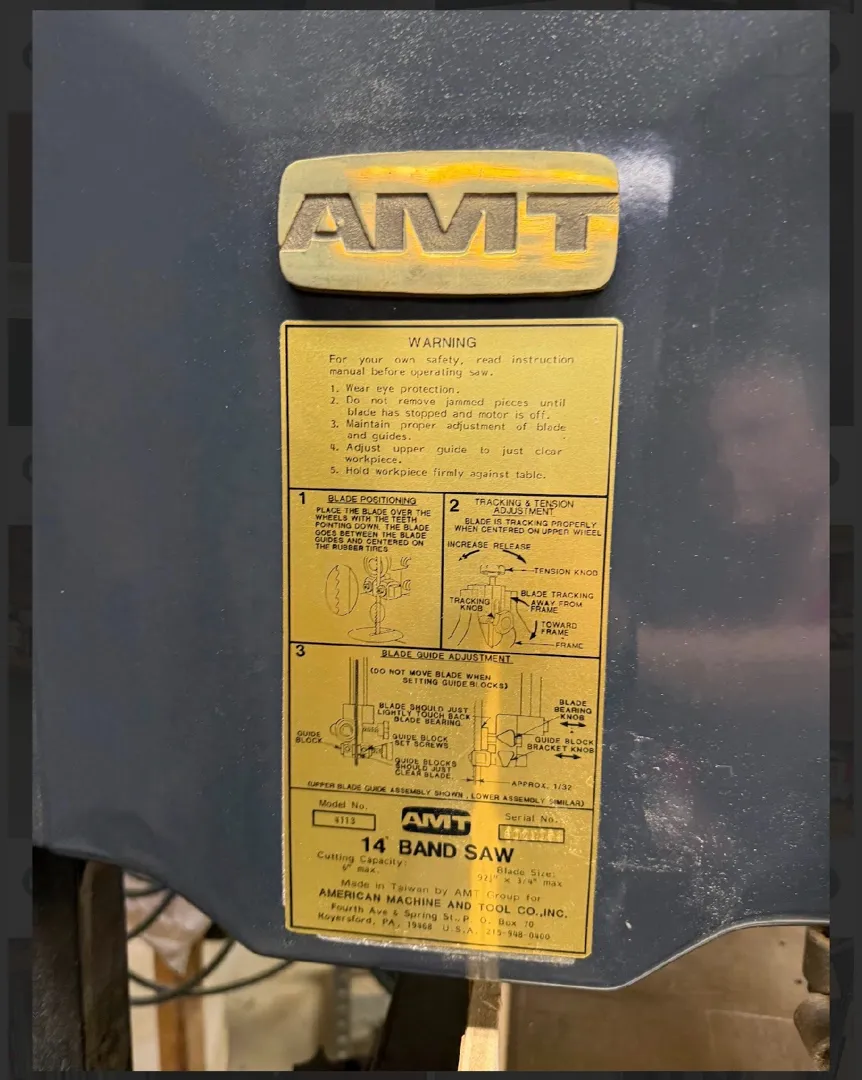 AMT
WARNING
For your own safety, read instruction
manual before operating saw.
1. Wear eye protection.
2. Do not remove jammed pieces until
blade has stopped and motor is off.
3. Maintain proper adjustment of blade
and guides.
4. Adjust upper guide to just clear
workpiece.
5. Hold workpiece firmly against table.
1 BLADE POSITIONING
PLACE THE BLADE OVER THE
WHEELS WITH THE TEETH
POINTING DOWN. THE BLADE
GOES BETWEEN THE BLADE
GUIDES AND CENTERED ON
THE RUBBER TIRES
2 TRACKING & TENSION
ADJUSTMENT
BLADE IS TRACKING PROPERLY
WHEN CENTERED ON UPPER WHEEL
INCREASE RELEASE
TENSION KNOB
TRACKING
KNOB
BLADE TRACKING
AWAY FROM
FRAME
TOWARD
FRAME
FRAME
3 BLADE GUIDE ADJUSTMENT
(DO NOT MOVE BLADE WHEN
SETTING GUIDE BLOCKS)
BLADE SHOULD JUST
LIGHTLY TOUCH BACK
BLADE BEARING
GUIDE
BLOCK
GUIDE BLOCK
SET SCREWS
GUIDE BLOCKS
SHOULD JUST
CLEAR BLADE
BLADE
BEARING
KNOB
GUIDE BLOCK
BRACKET KNOB
APPROX. 1/32
(UPPER BLADE GUIDE ASSEMBLY SHOWN, LOWER ASSEMBLY SIMILAR)
Model No.
4113
AMT
Serial No.
14" BAND SAW
Cutting Capacity:
6" max.
Blade Size:
92½" x 3/4" max
Made in Taiwan by AMT Group for
AMERICAN MACHINE AND TOOL CO.,INC.
Fourth Ave & Spring St., P. O. Box 70
Royersford, PA, 19468 U.S.A. 215-948-0400